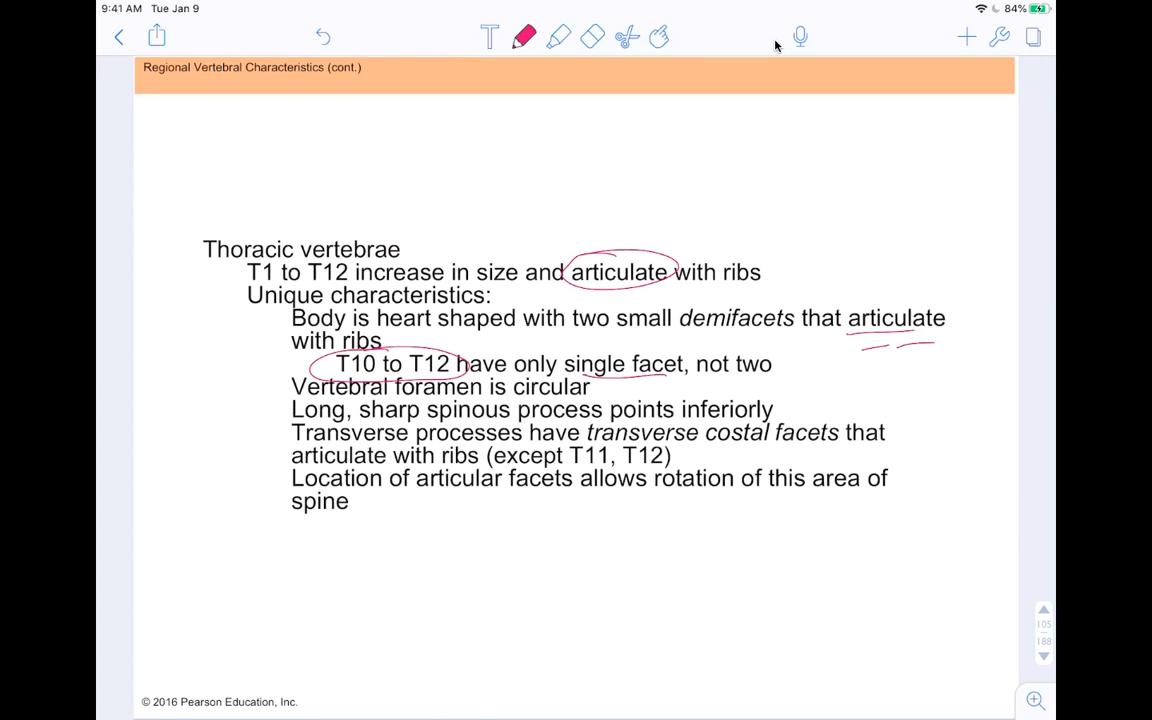 9:41 AM Tue Jan 9
84%
T
Regional Vertebral Characteristics (cont.)
Thoracic vertebrae
T1 to T12 increase in size and articulate with ribs
Unique characteristics:
Body is heart shaped with two small demifacets that articulate
with ribs
T10 to T12 have only single facet, not two
Vertebral foramen is circular
Long, sharp spinous process points inferiorly
Transverse processes have transverse costal facets that
articulate with ribs (except T11, T12)
Location of articular facets allows rotation of this area of
spine
105
188
© 2016 Pearson Education, Inc.